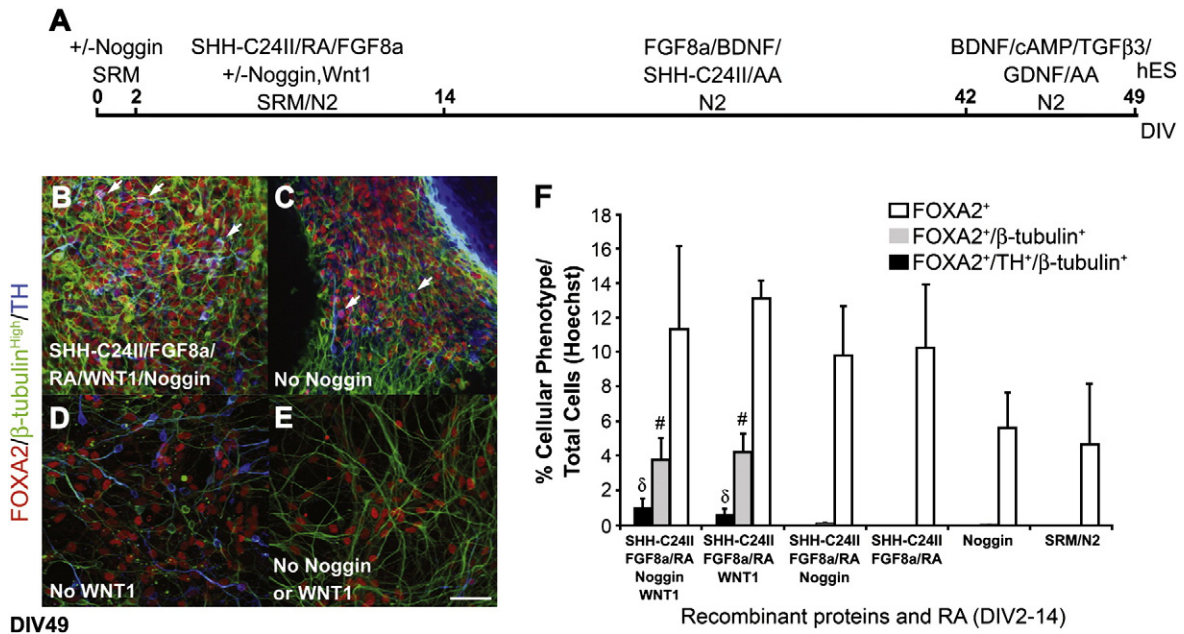 A
+/-Noggin
SRM
SHH-C24II/RA/FGF8a
+/-Noggin,Wnt1
SRM/N2
FGF8a/BDNF/
SHH-C24II/AA
N2
BDNF/cAMP/TGFβ3/
GDNF/AA
N2
hES
0 2 14 42 49
DIV
FOXA2/β-tubulinHigh/TH
B
SHH-C24II/FGF8a/
RA/WNT1/Noggin
C
No Noggin
D
No WNT1
E
No Noggin
or WNT1
DIV49
F
% Cellular Phenotype/
Total Cells (Hoechst)
18
16
14
12
10
8
6
4
2
0
FOXA2⁺
FOXA2⁺/β-tubulin⁺
FOXA2⁺/TH⁺/β-tubulin⁺
δ
#
δ
#
SHH-C24II
FGF8a/RA
Noggin
WNT1
SHH-C24II
FGF8a/RA
WNT1
SHH-C24II
FGF8a/RA
Noggin
SHH-C24II
FGF8a/RA
Noggin
SRM/N2
Recombinant proteins and RA (DIV2-14)